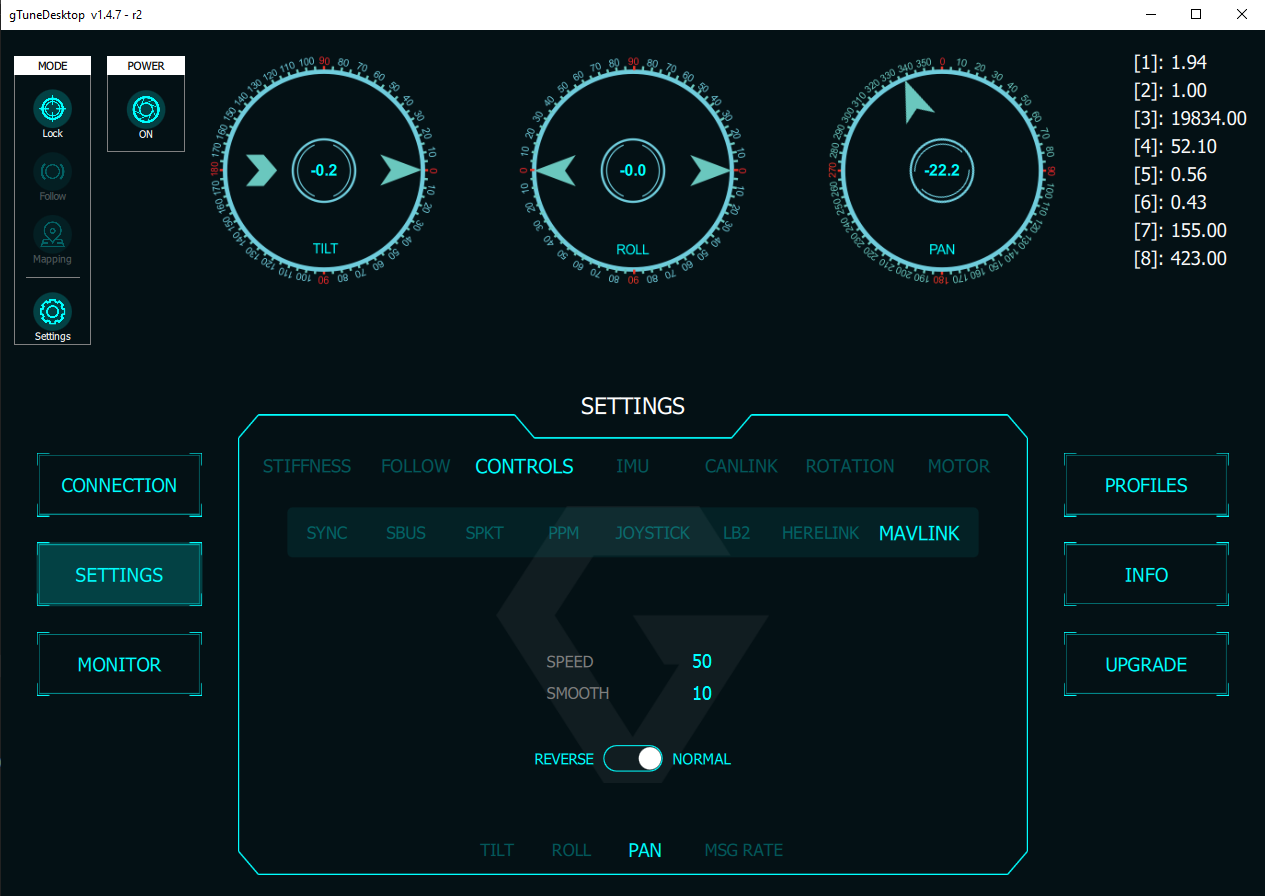 gTuneDesktop v1.4.7 - r2
MODE
Lock
Follow
Mapping
Settings
POWER
ON
-0.2
TILT
-0.0
ROLL
-22.2
PAN
[1]: 1.94
[2]: 1.00
[3]: 19834.00
[4]: 52.10
[5]: 0.56
[6]: 0.43
[7]: 155.00
[8]: 423.00
SETTINGS
CONNECTION
SETTINGS
MONITOR
STIFFNESS FOLLOW CONTROLS IMU CANLINK ROTATION MOTOR
SYNC SBUS SPKT PPM JOYSTICK LB2 HERELINK MAVLINK
SPEED 50
SMOOTH 10
REVERSE NORMAL
TILT ROLL PAN MSG RATE
PROFILES
INFO
UPGRADE